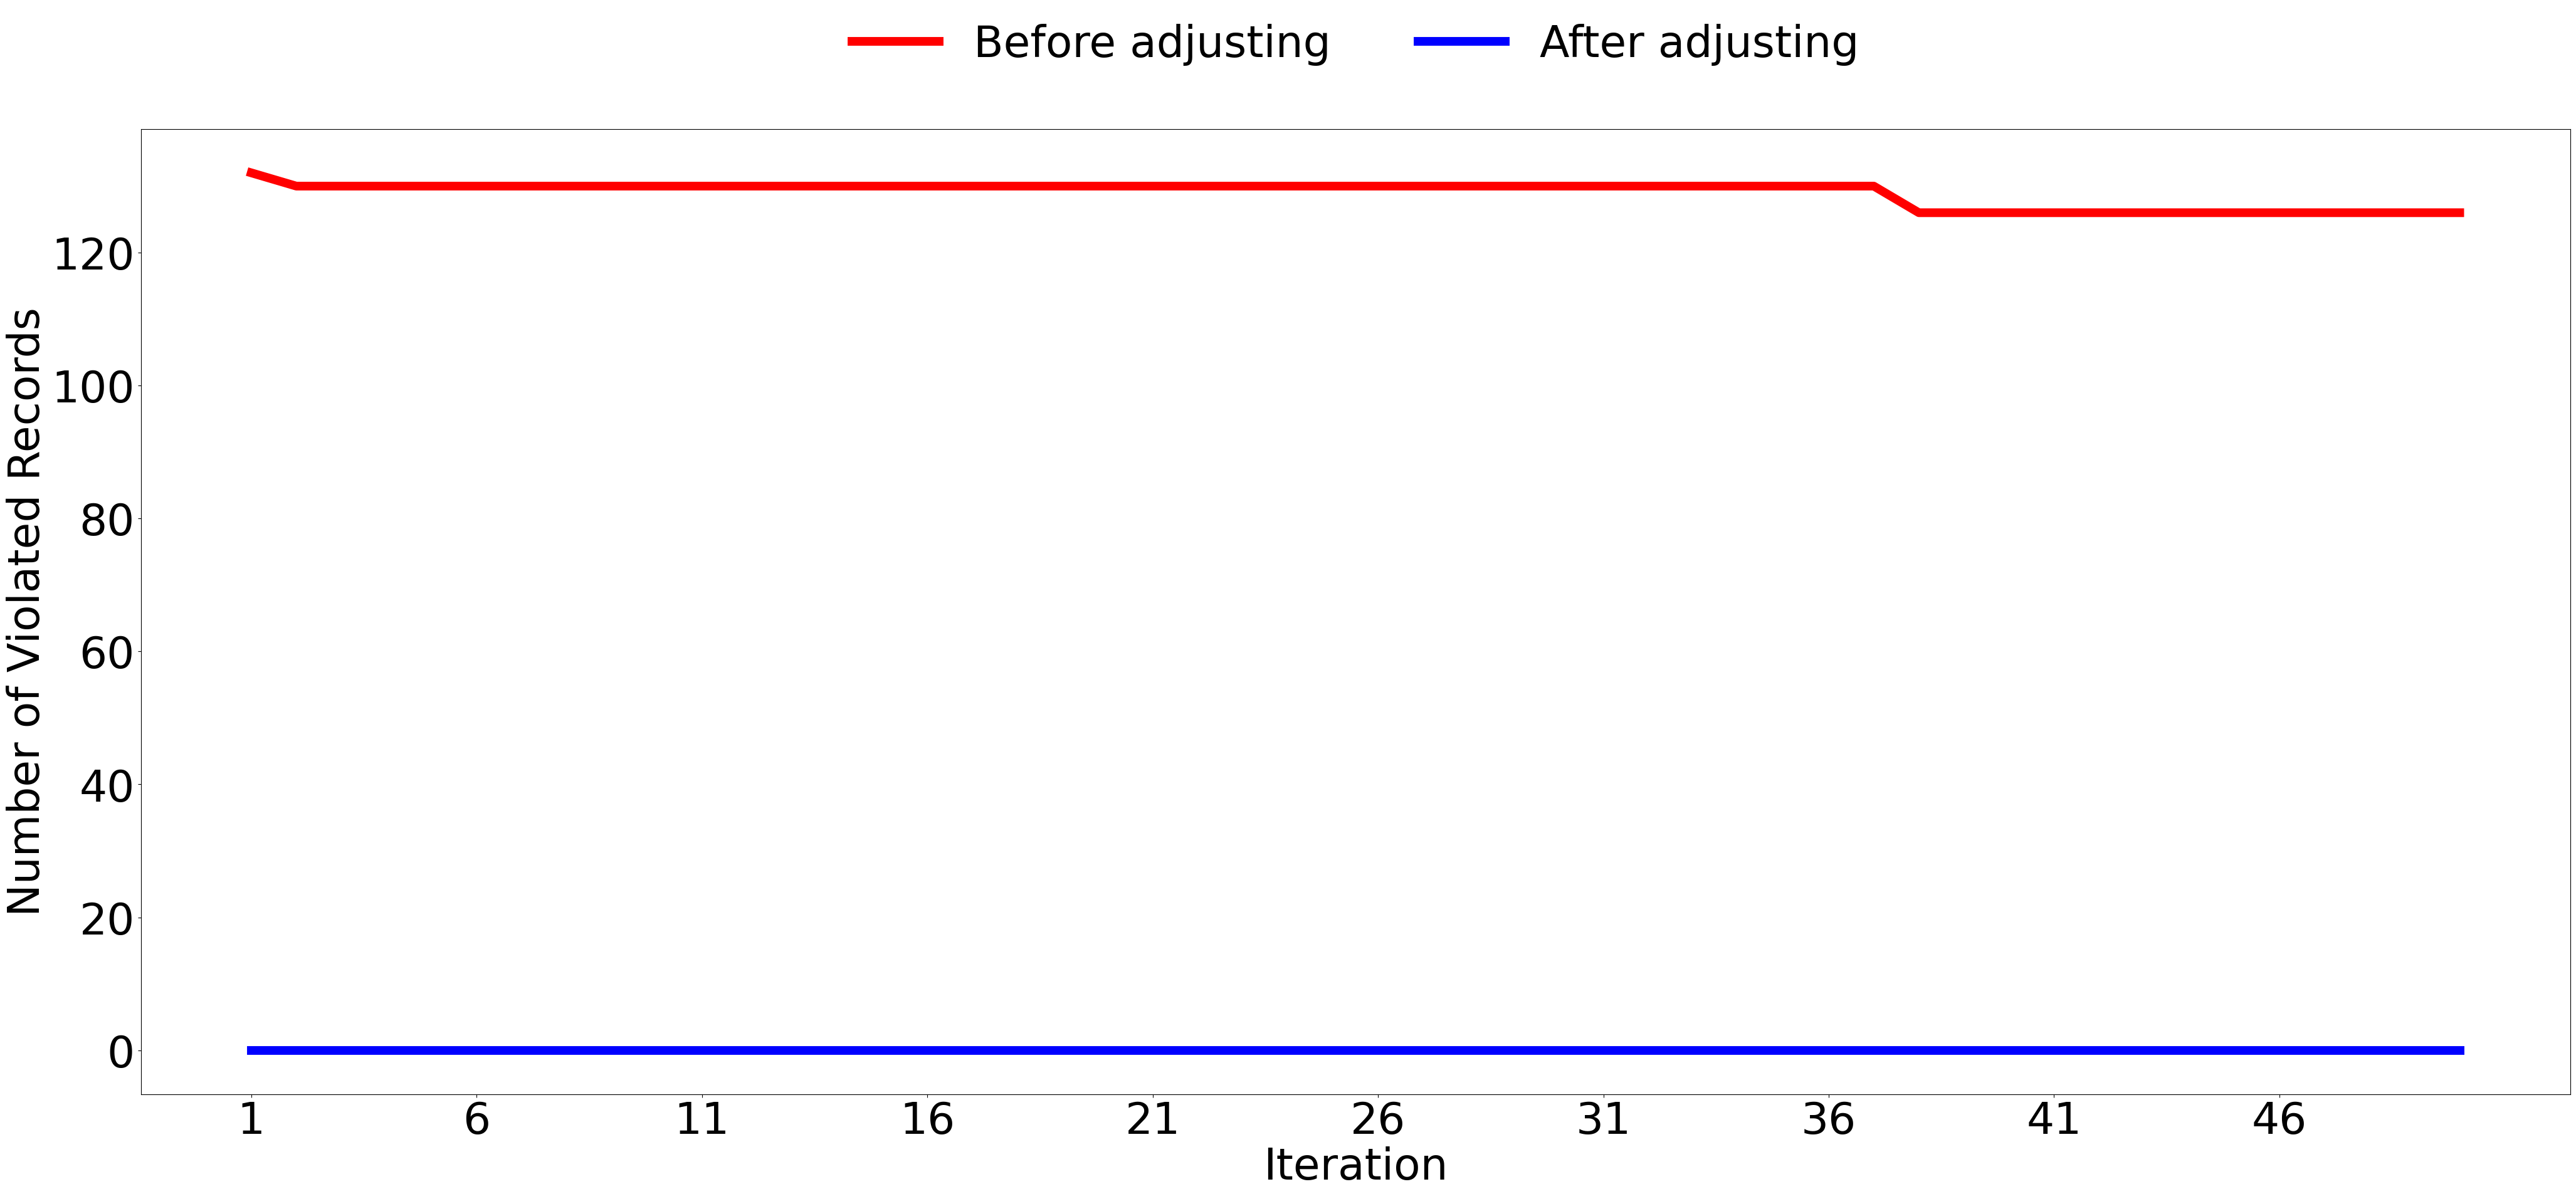 Before adjusting
After adjusting
Number of Violated Records
120
100
80
60
40
20
0
1 6 11 16 21 26 31 36 41 46
Iteration